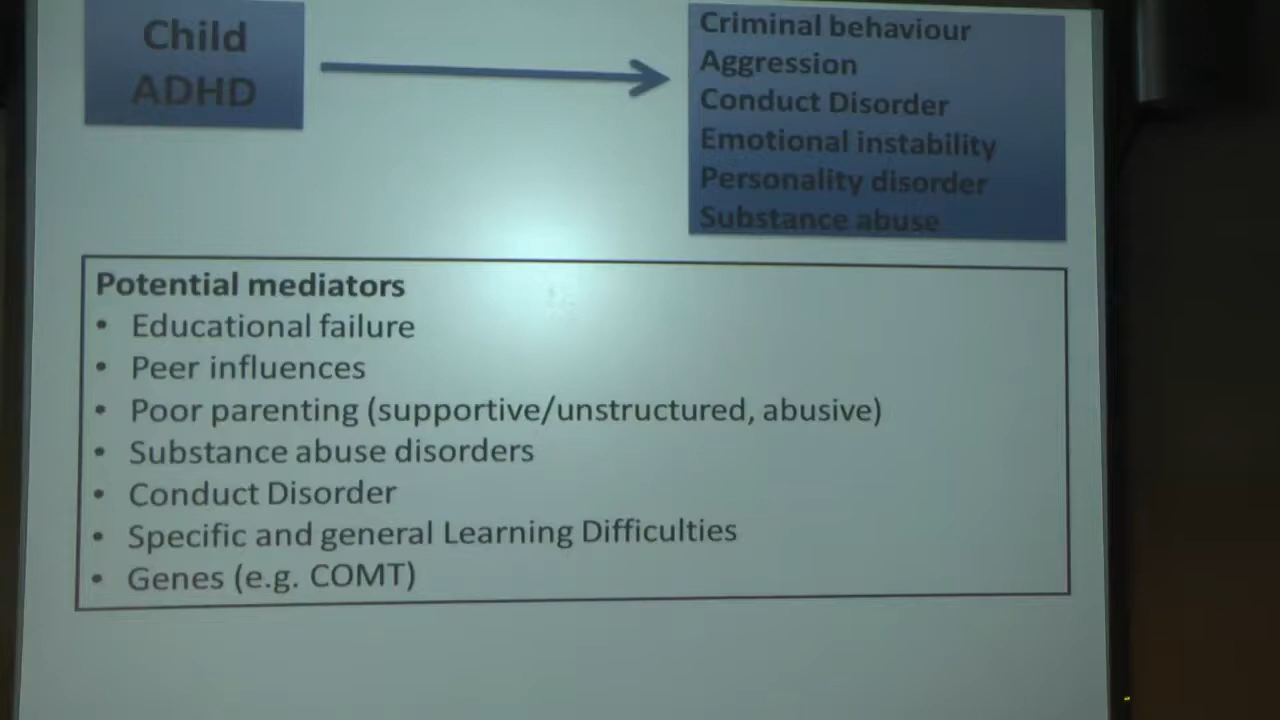 Child
ADHD
Criminal behaviour
Aggression
Conduct Disorder
Emotional instability
Personality disorder
Substance abuse
Potential mediators
• Educational failure
• Peer influences
• Poor parenting (supportive/unstructured, abusive)
• Substance abuse disorders
• Conduct Disorder
• Specific and general Learning Difficulties
• Genes (e.g. COMT)